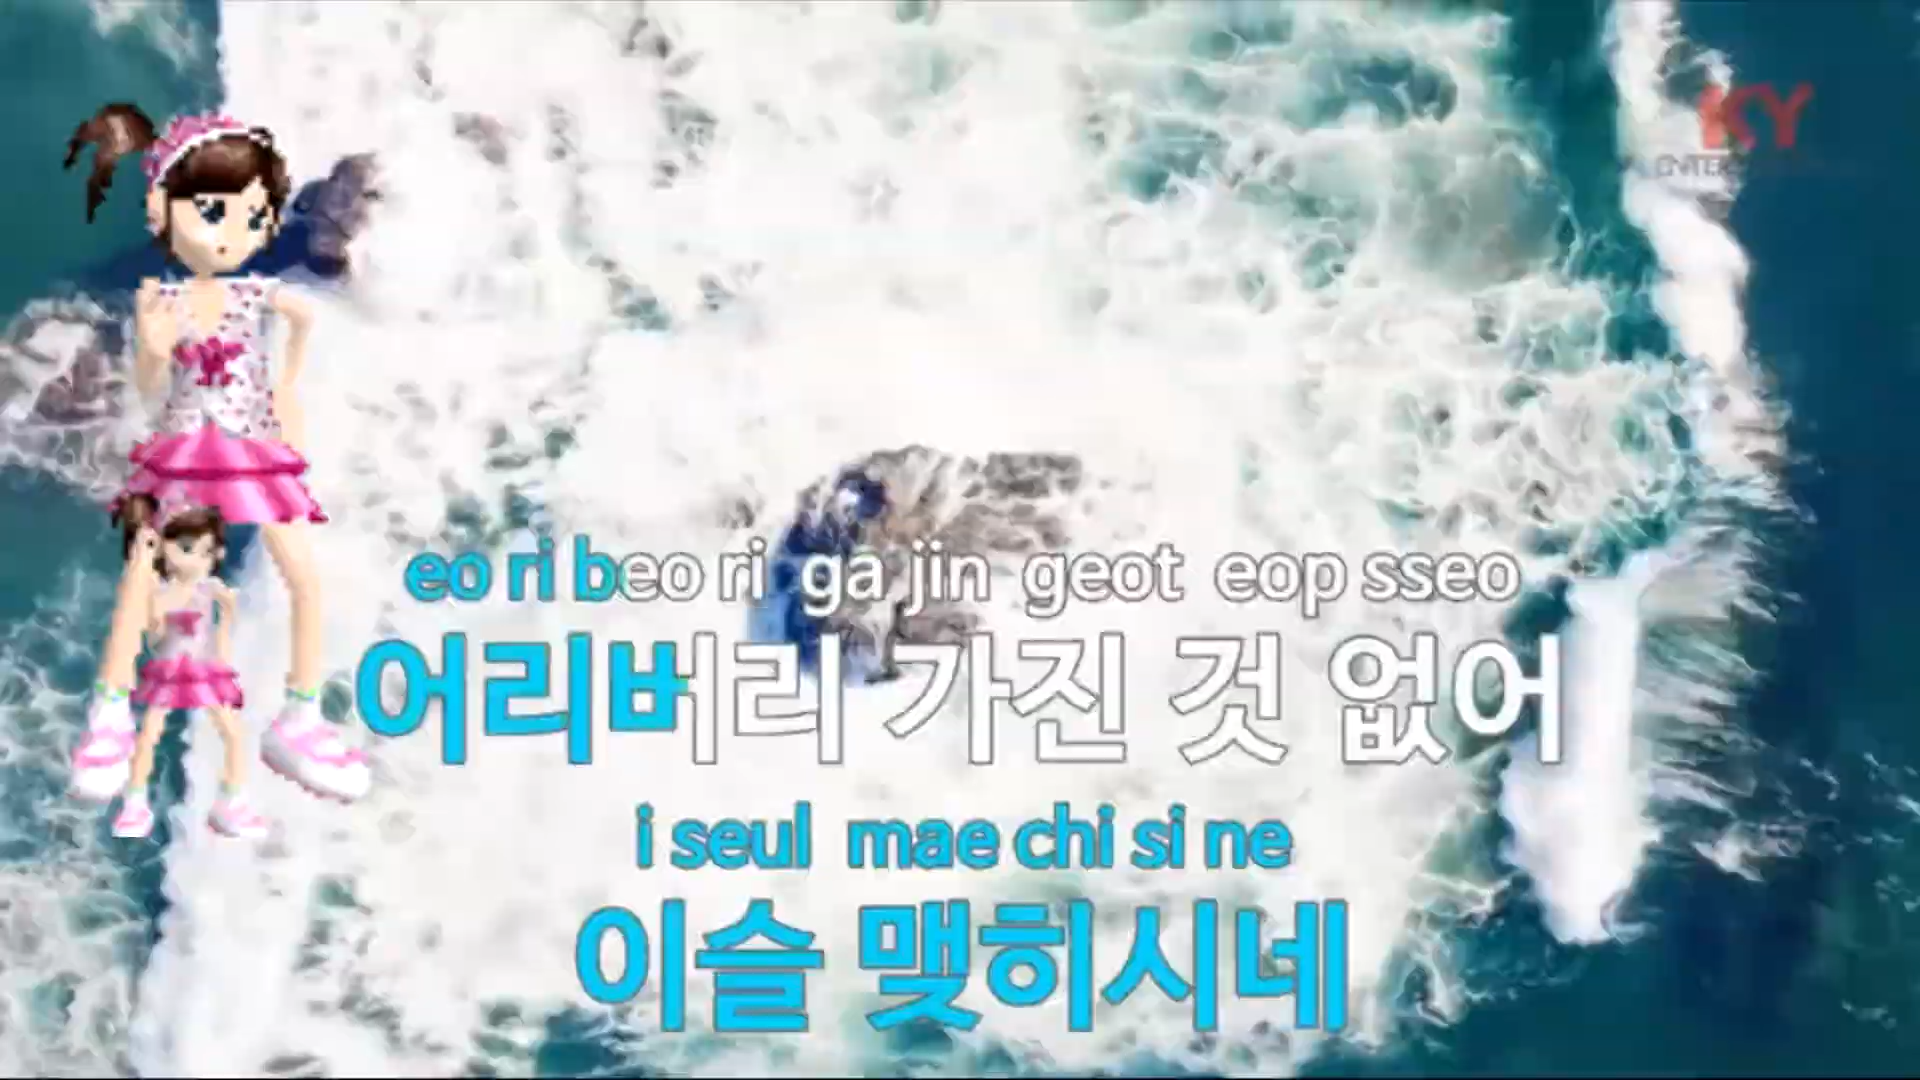 KY
ENTER
eo ri beo ri ga jin geot eop sseo
어리버리 가진 것 없어
i seul mae chi si ne
이슬 맺히시네